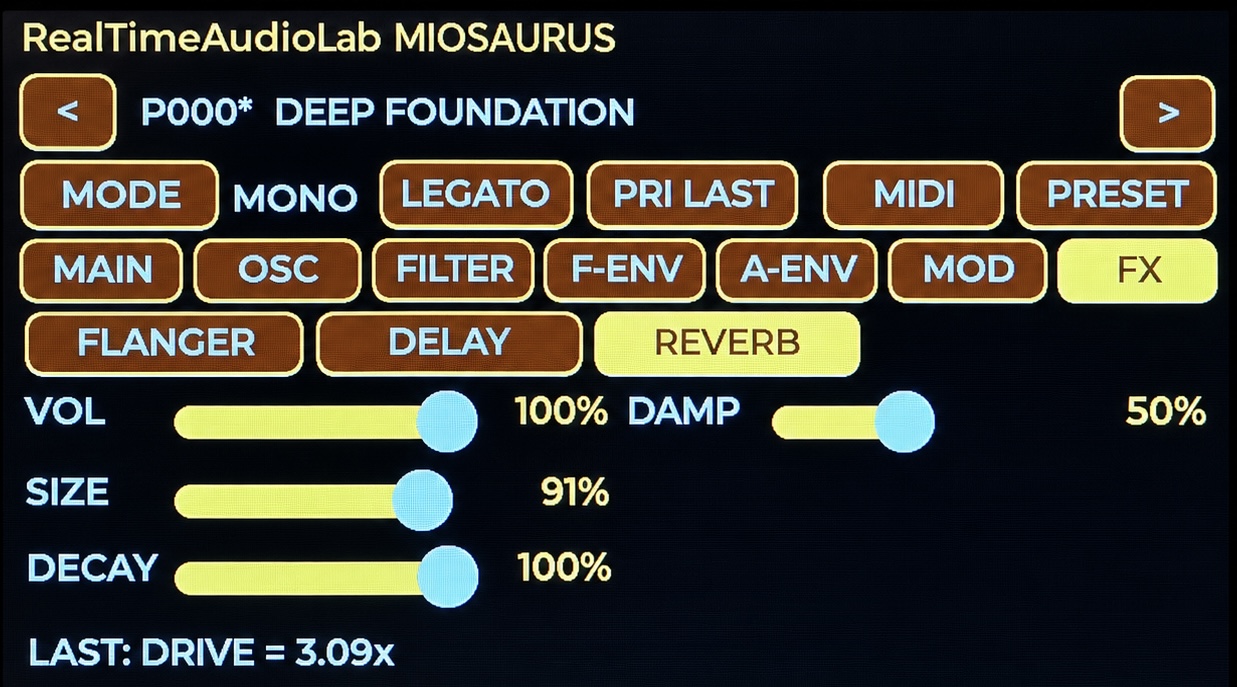 RealTimeAudioLab MIOSAURUS
< P000* DEEP FOUNDATION >
MODE MONO LEGATO PRI LAST MIDI PRESET
MAIN OSC FILTER F-ENV A-ENV MOD FX
FLANGER DELAY REVERB
VOL 100% DAMP 50%
SIZE 91%
DECAY 100%
LAST: DRIVE = 3.09x